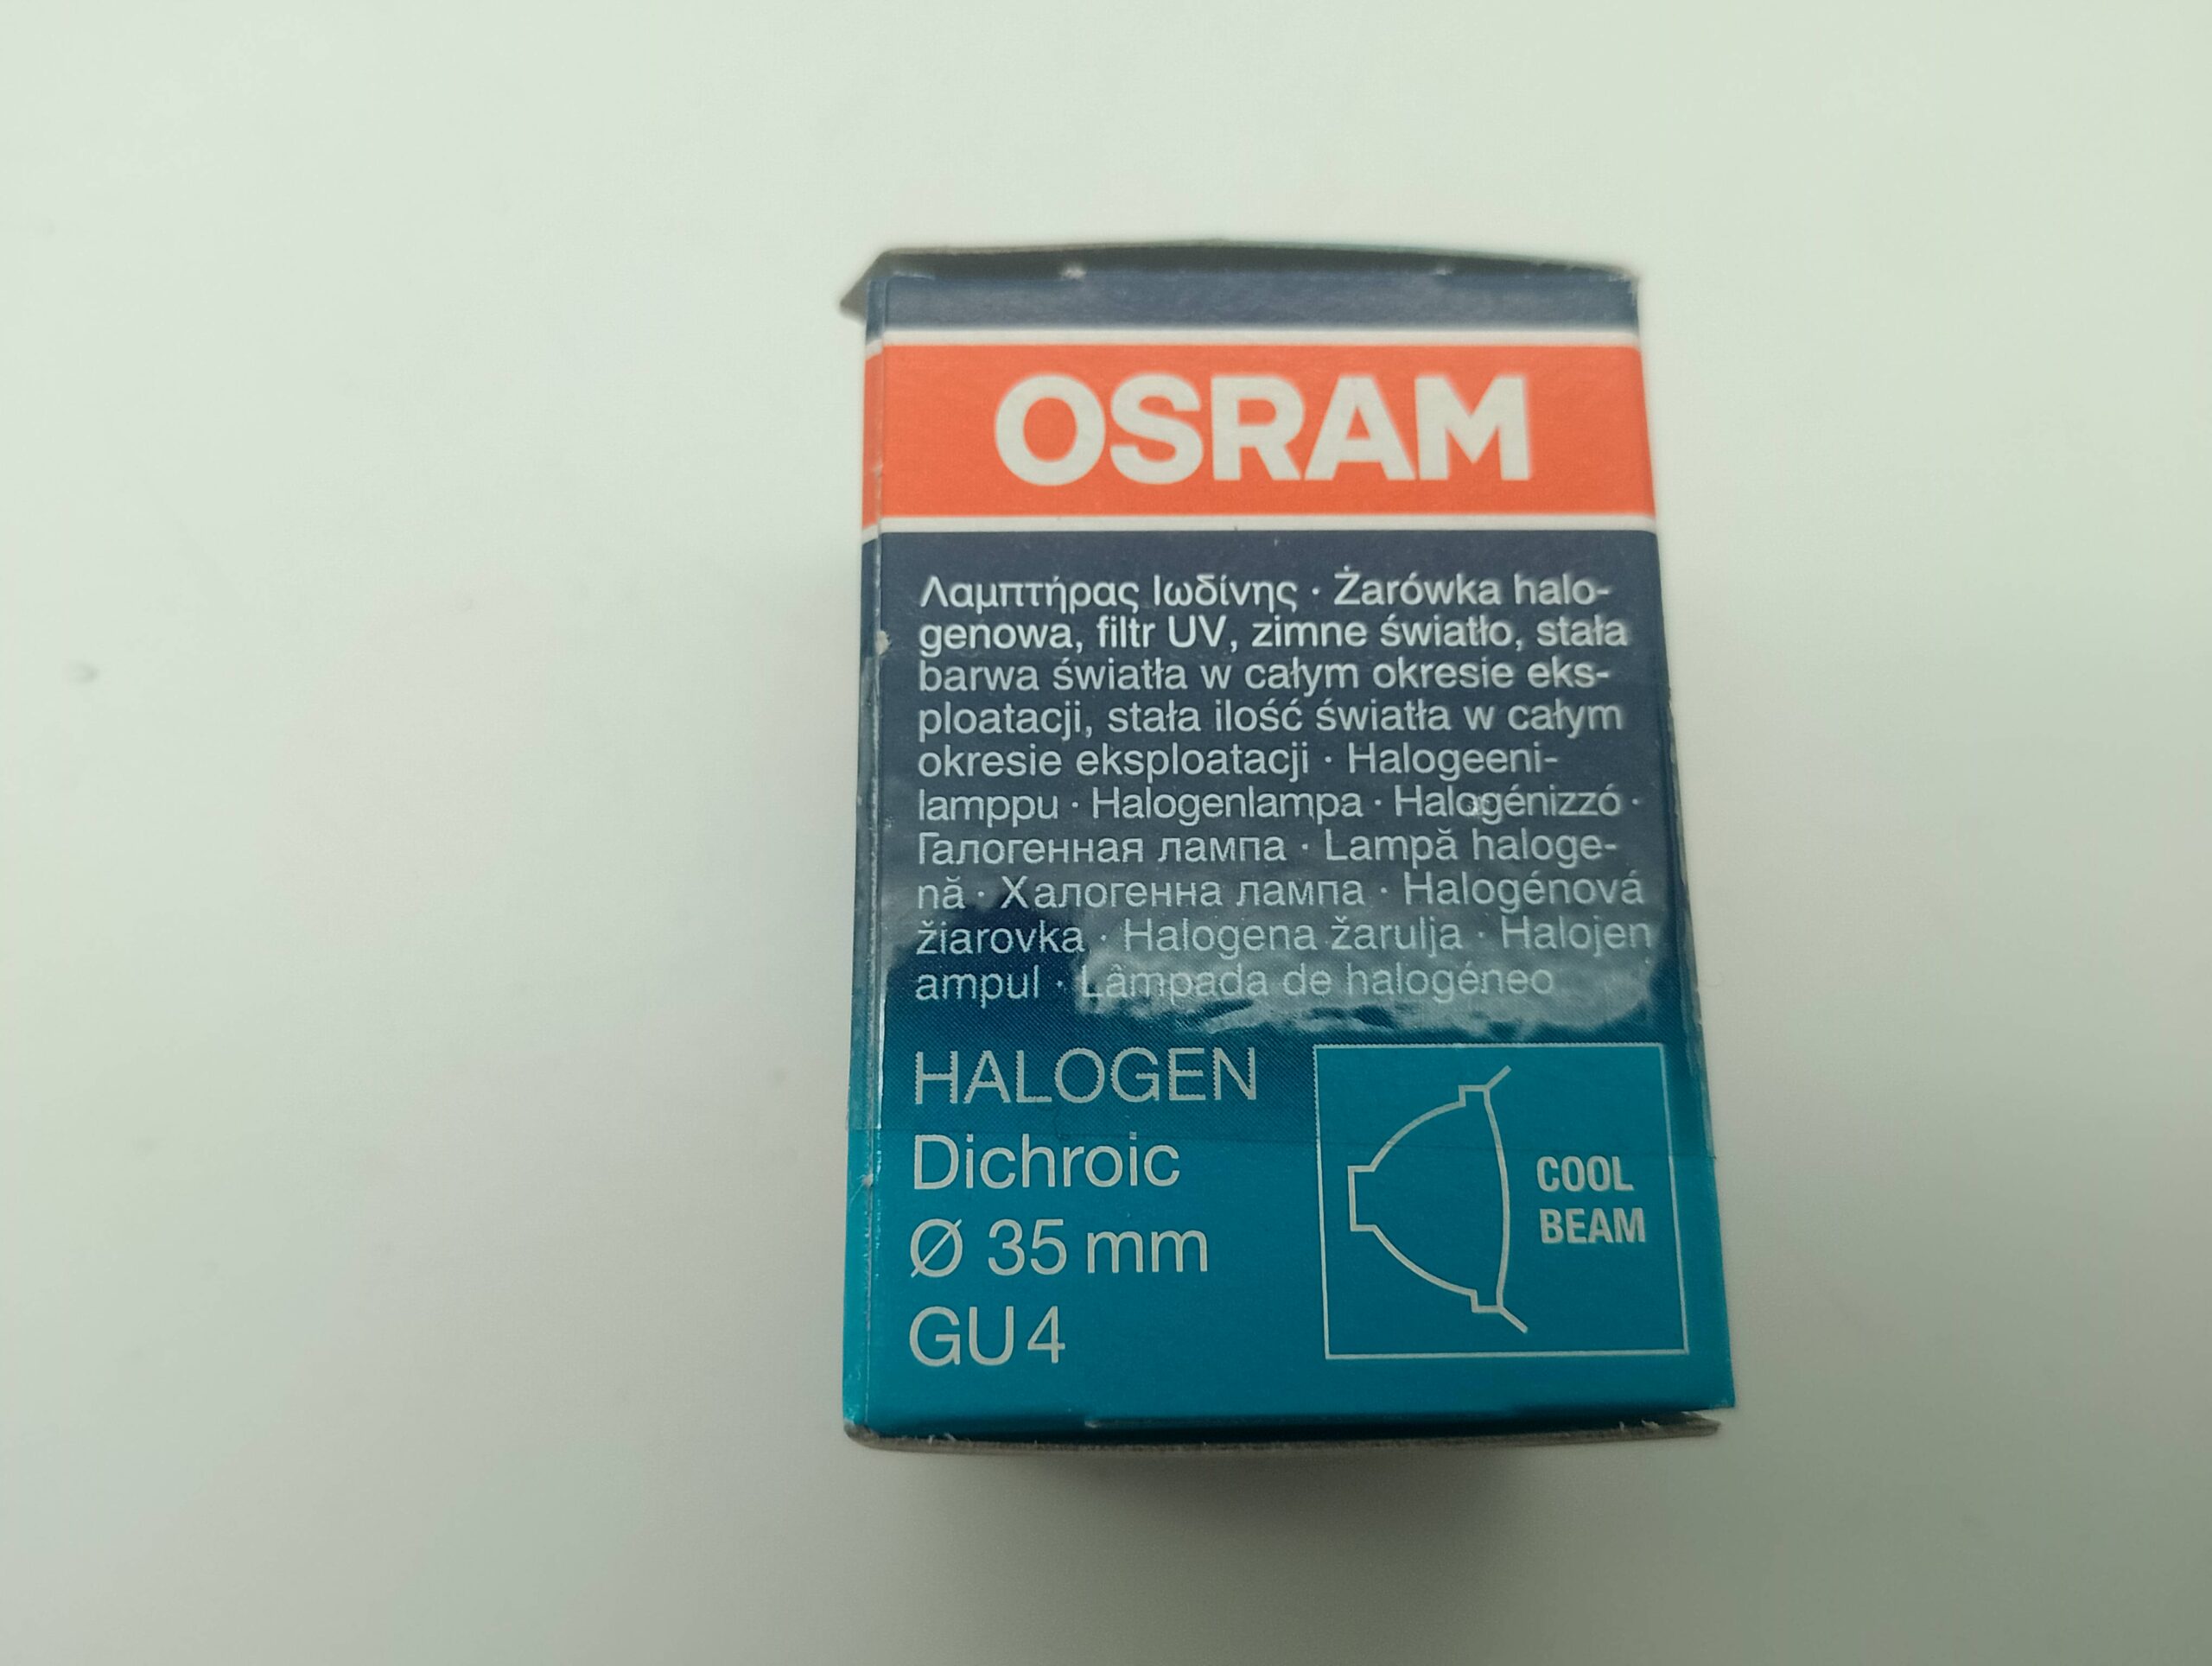 OSRAM
Λαμπτήρας Ιωδίνης · Żarówka halo-
genowa, filtr UV, zimne światło, stała
barwa światła w całym okresie eks-
ploatacji, stała ilość światła w całym
okresie eksploatacji · Halogeeni-
lamppu · Halogenlampa · Halogénizzó ·
Галогенная лампа · Lampă haloge-
nă · Халогенна лампа · Halogénová
žiarovka · Halogena žarulja · Halojen
ampul · Lâmpada de halogéneo
HALOGEN
Dichroic
Ø 35 mm
GU4
COOL
BEAM